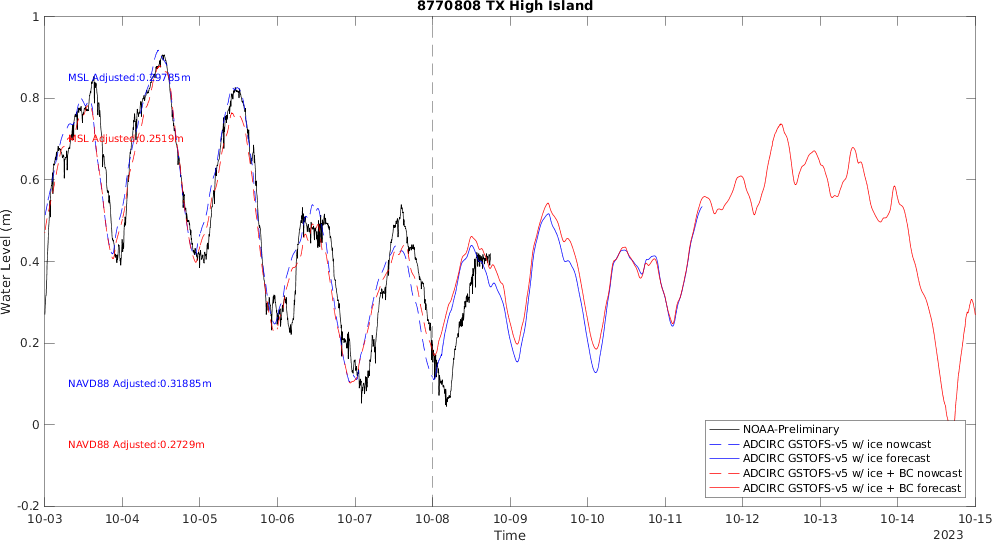 8770808 TX High Island
1
0.8
0.6
0.4
0.2
0
-0.2
Water Level (m)
MSL Adjusted:0.29785m
MSL Adjusted:0.2519m
NAVD88 Adjusted:0.31885m
NAVD88 Adjusted:0.2729m
NOAA-Preliminary
ADCIRC GSTOFS-v5 w/ ice nowcast
ADCIRC GSTOFS-v5 w/ ice forecast
ADCIRC GSTOFS-v5 w/ ice + BC nowcast
ADCIRC GSTOFS-v5 w/ ice + BC forecast
10-03 10-04 10-05 10-06 10-07 10-08 10-09 10-10 10-11 10-12 10-13 10-14 10-15
Time
2023